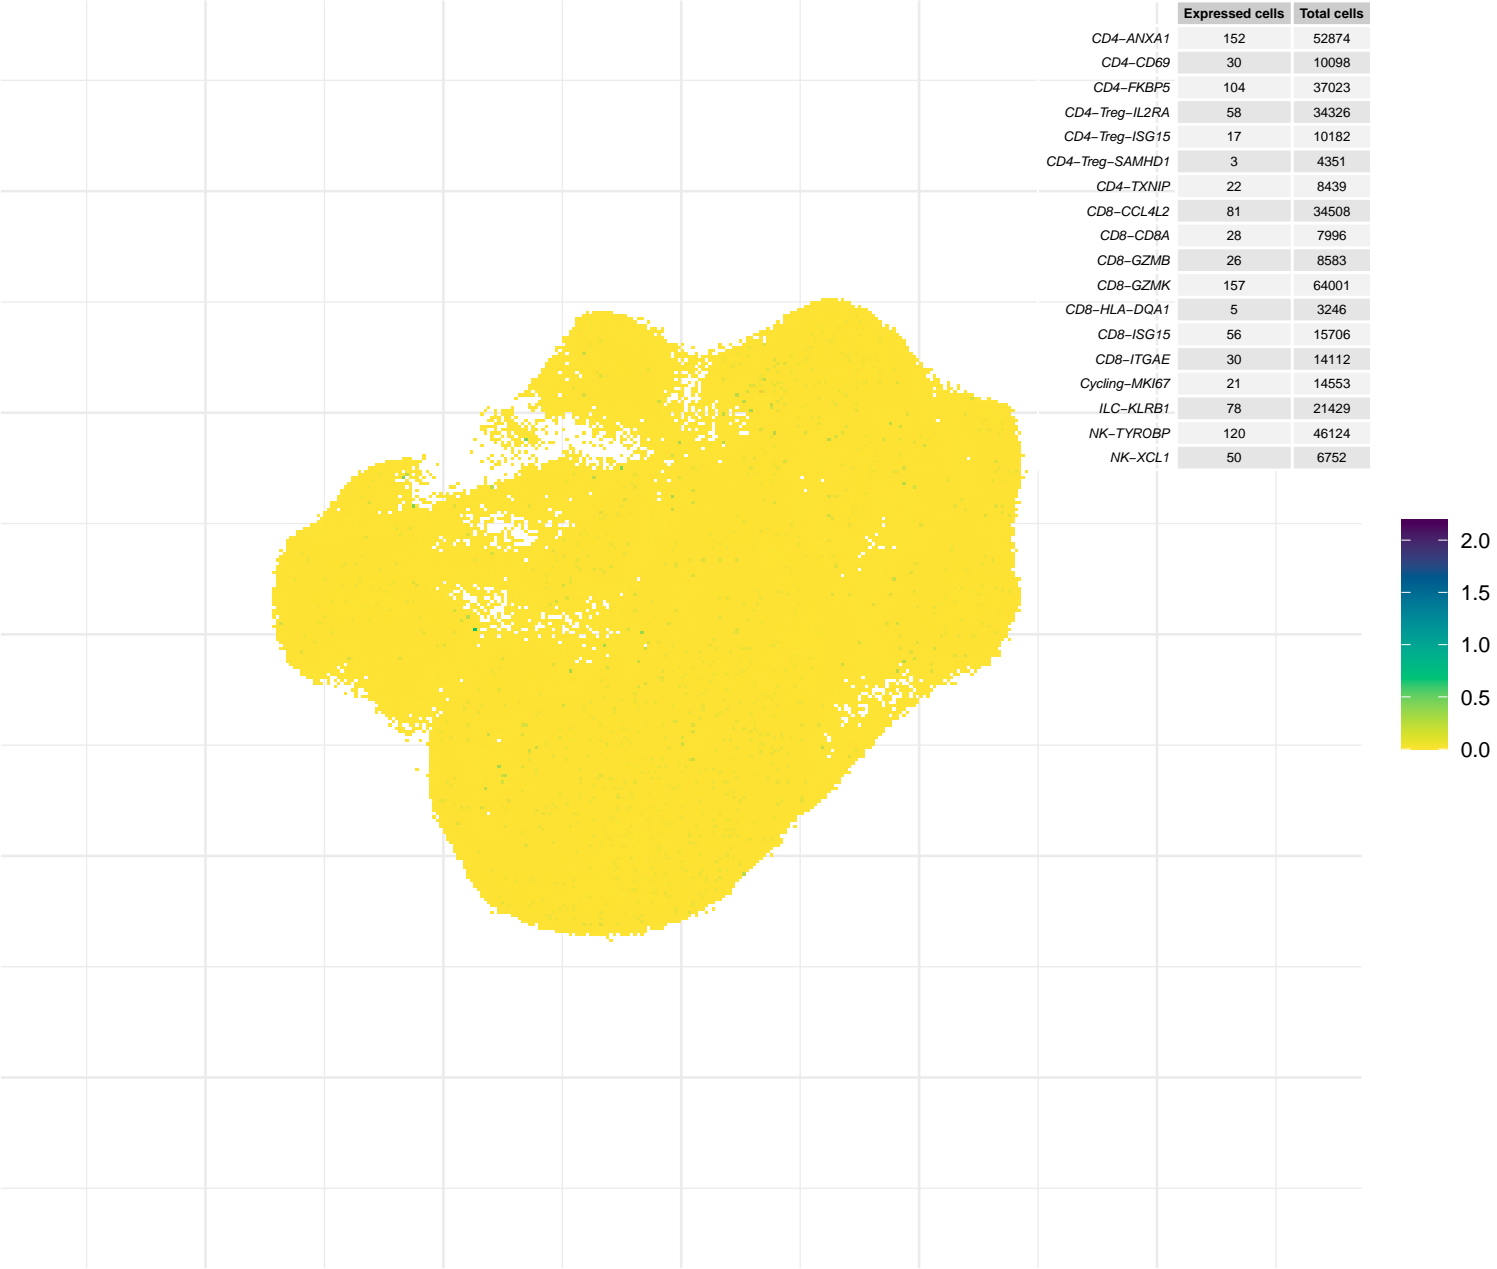 Expressed cells Total cells
CD4−ANXA1 152 52874
CD4−CD69 30 10098
CD4−FKBP5 104 37023
CD4−Treg−IL2RA 58 34326
CD4−Treg−ISG15 17 10182
CD4−Treg−SAMHD1 3 4351
CD4−TXNIP 22 8439
CD8−CCL4L2 81 34508
CD8−CD8A 28 7996
CD8−GZMB 26 8583
CD8−GZMK 157 64001
CD8−HLA−DQA1 5 3246
CD8−ISG15 56 15706
CD8−ITGAE 30 14112
Cycling−MKI67 21 14553
ILC−KLRB1 78 21429
NK−TYROBP 120 46124
NK−XCL1 50 6752
2.0
1.5
1.0
0.5
0.0